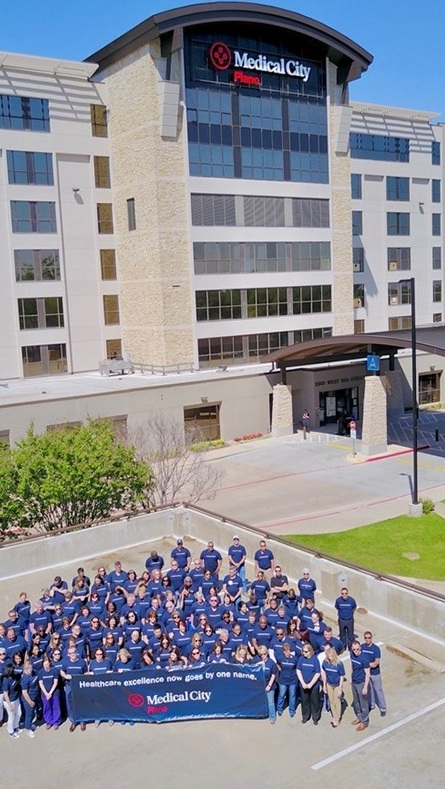 Medical City
Plano
Healthcare excellence now goes by one name.
Medical City
Plano